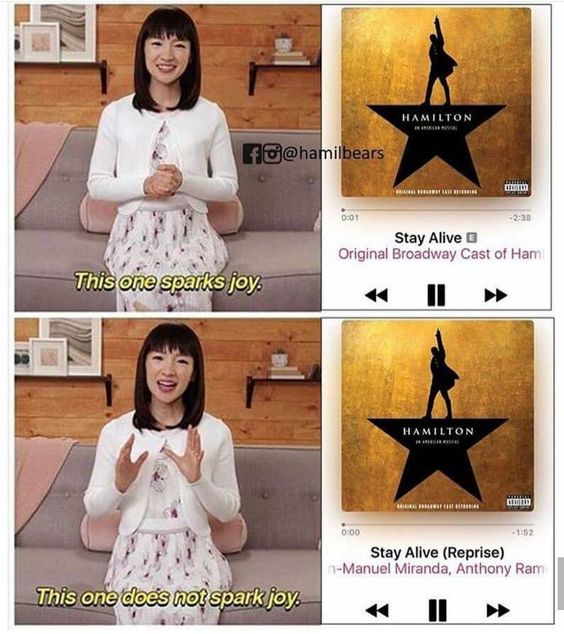 HAMILTON
AN AMERICAN MUSICAL
f @hamilbears
ORIGINAL BROADWAY CAST RECORDING
PARENTAL
ADVISORY
0:01 -2:38
Stay Alive E
Original Broadway Cast of Ham
This one sparks joy.
HAMILTON
AN AMERICAN MUSICAL
ORIGINAL BROADWAY CAST RECORDING
PARENTAL
ADVISORY
0:00 -1:52
Stay Alive (Reprise)
n-Manuel Miranda, Anthony Ram
This one does not spark joy.